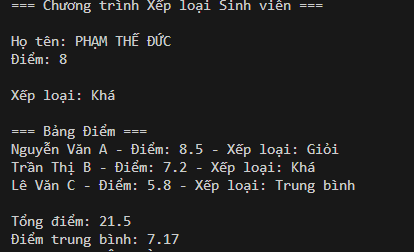 === Chương trình Xếp loại Sinh viên ===
Họ tên: PHẠM THẾ ĐỨC
Điểm: 8
Xếp loại: Khá
=== Bảng Điểm ===
Nguyễn Văn A - Điểm: 8.5 - Xếp loại: Giỏi
Trần Thị B - Điểm: 7.2 - Xếp loại: Khá
Lê Văn C - Điểm: 5.8 - Xếp loại: Trung bình
Tổng điểm: 21.5
Điểm trung bình: 7.17